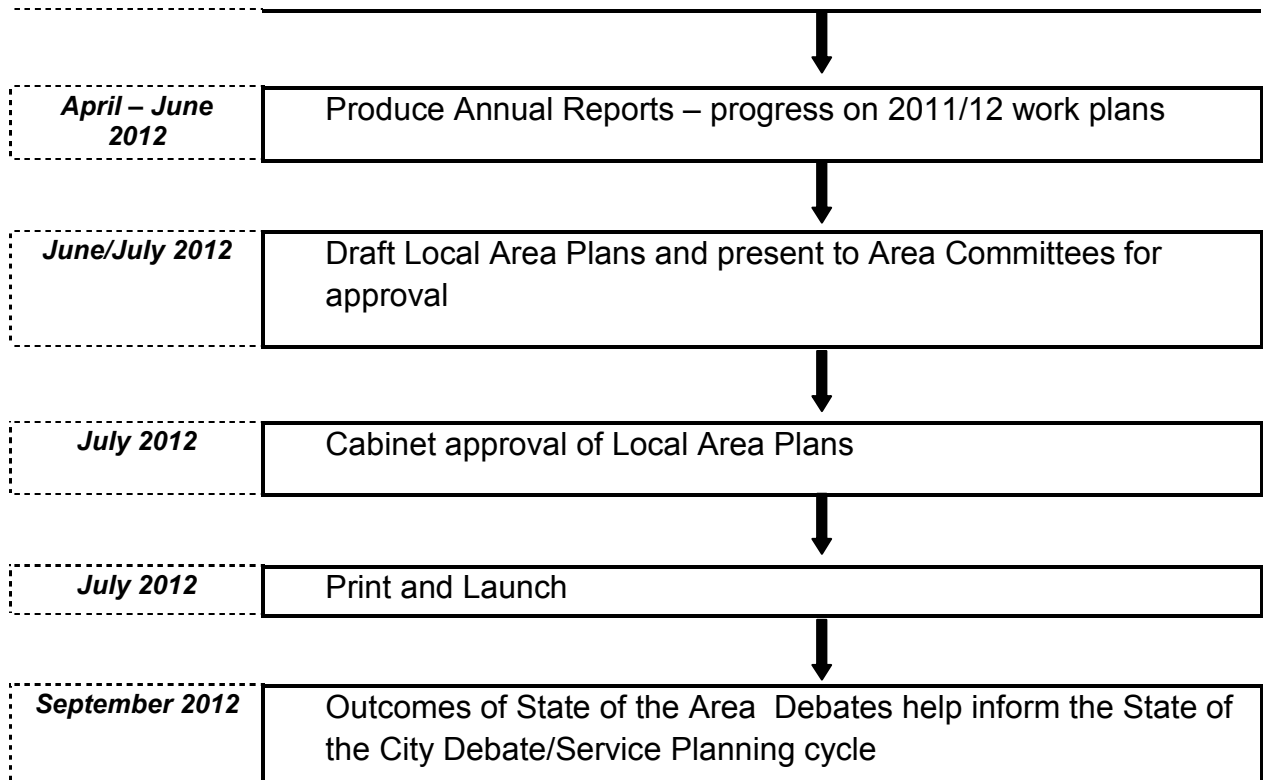 April – June
2012
Produce Annual Reports – progress on 2011/12 work plans
June/July 2012
Draft Local Area Plans and present to Area Committees for
approval
July 2012
Cabinet approval of Local Area Plans
July 2012
Print and Launch
September 2012
Outcomes of State of the Area  Debates help inform the State of
the City Debate/Service Planning cycle